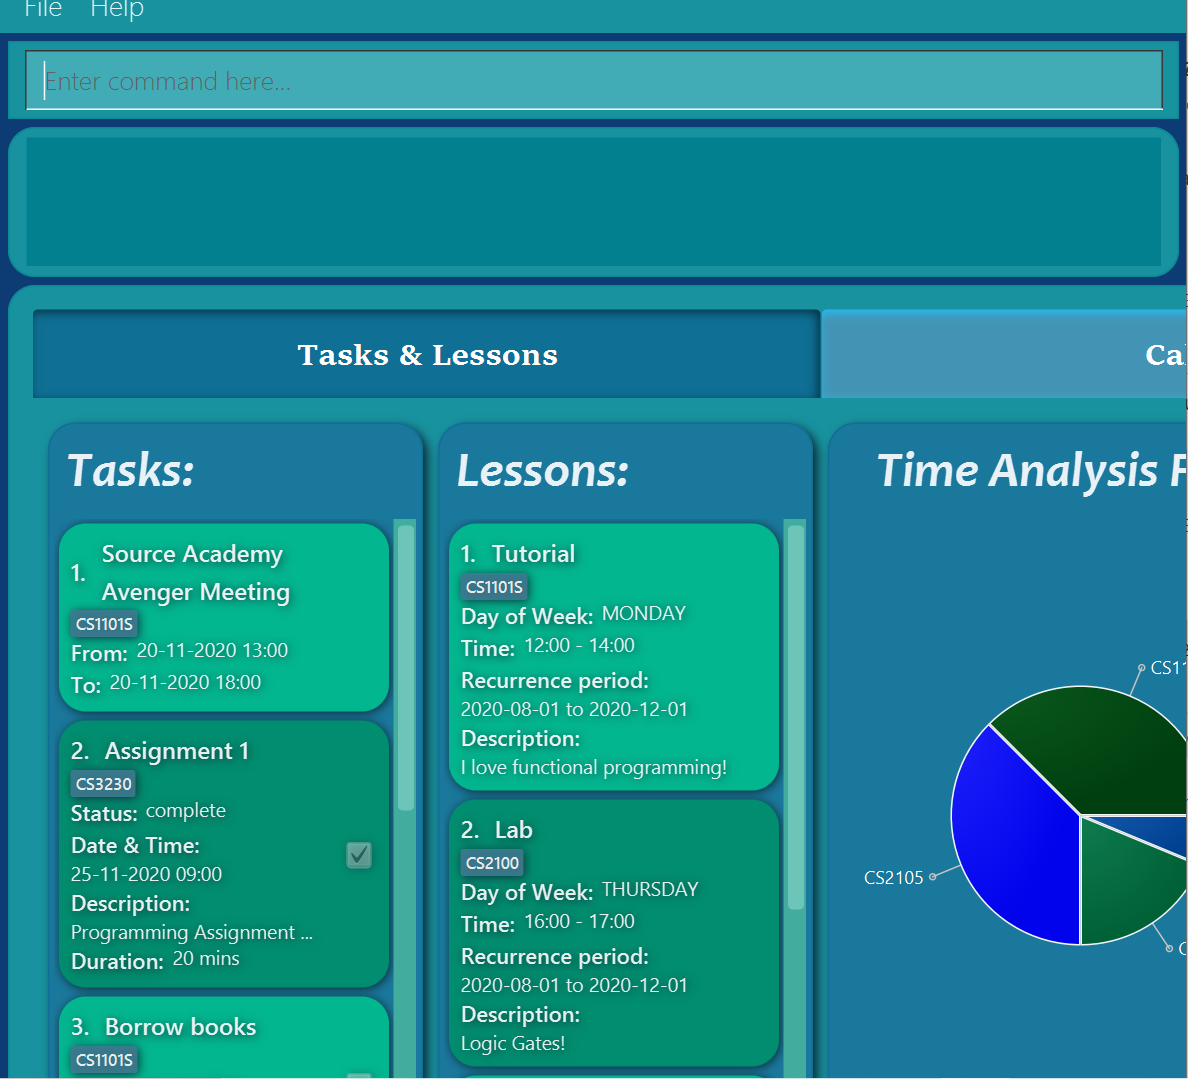 File Help
Enter command here...
Tasks & Lessons
Tasks:
1. Source Academy
Avenger Meeting
CS1101S
From: 20-11-2020 13:00
To: 20-11-2020 18:00
2. Assignment 1
CS3230
Status: complete
Date & Time:
25-11-2020 09:00
Description:
Programming Assignment ...
Duration: 20 mins
3. Borrow books
CS1101S
Lessons:
1. Tutorial
CS1101S
Day of Week: MONDAY
Time: 12:00 - 14:00
Recurrence period:
2020-08-01 to 2020-12-01
Description:
I love functional programming!
2. Lab
CS2100
Day of Week: THURSDAY
Time: 16:00 - 17:00
Recurrence period:
2020-08-01 to 2020-12-01
Description:
Logic Gates!
Time Analysis
CS2105